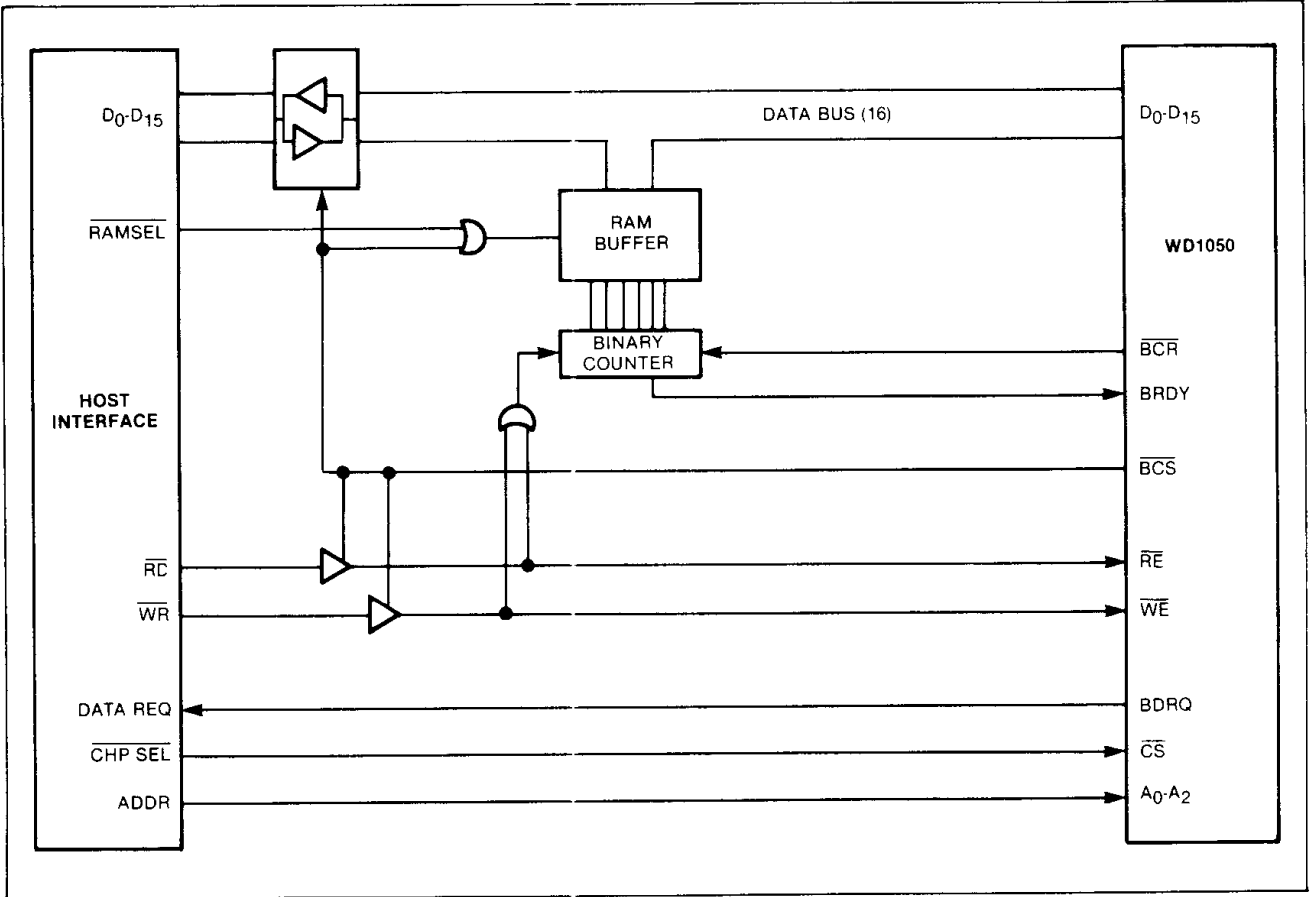 D0-D15
RAMSEL
HOST
INTERFACE
RD
WR
DATA REQ
CHP SEL
ADDR
DATA BUS (16)
RAM
BUFFER
BINARY
COUNTER
D0-D15
WD1050
BCR
BRDY
BCS
RE
WE
BDRQ
CS
A0-A2